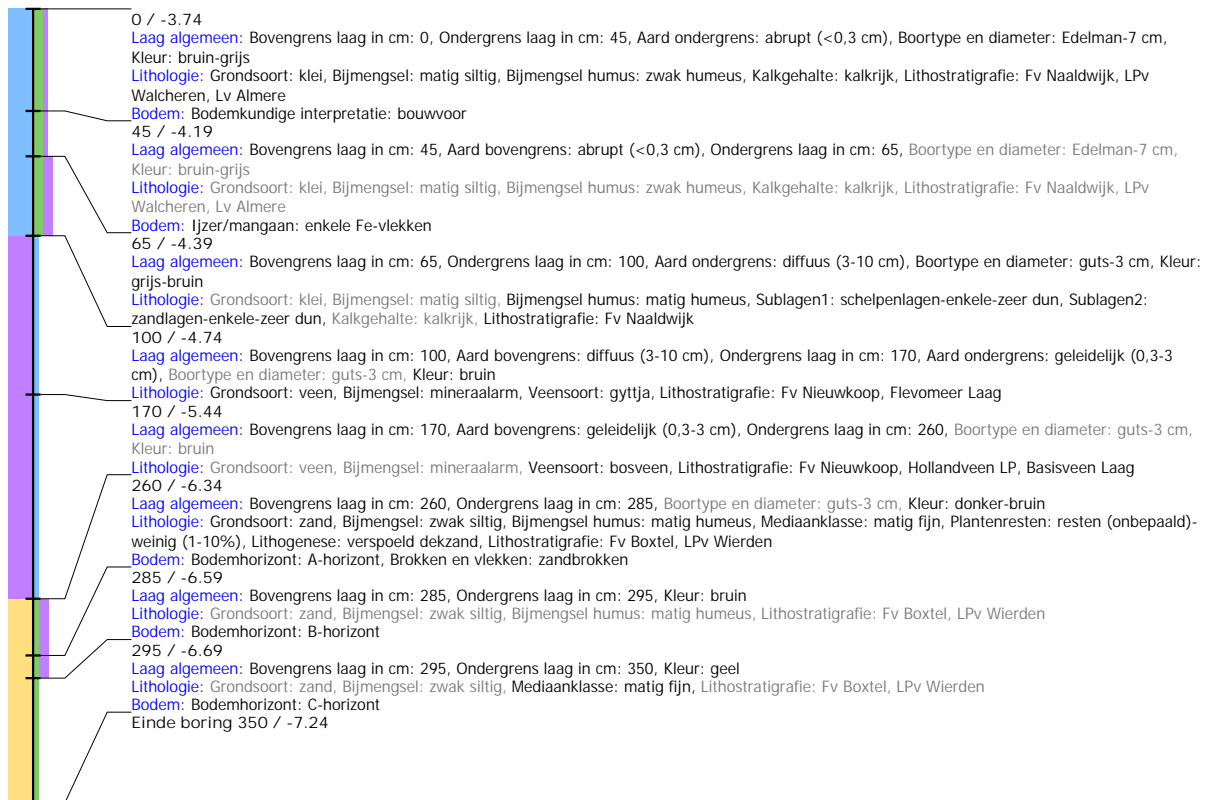 0 / -3.74
Laag algemeen: Bovengrens laag in cm: 0, Ondergrens laag in cm: 45, Aard ondergrens: abrupt (<0,3 cm), Boortype en diameter: Edelman-7 cm,
Kleur: bruin-grijs
Lithologie: Grondsoort: klei, Bijmengsel: matig siltig, Bijmengsel humus: zwak humeus, Kalkgehalte: kalkrijk, Lithostratigrafie: Fv Naaldwijk, LPv
Walcheren, Lv Almere
Bodem: Bodemkundige interpretatie: bouwvoor
45 / -4.19
Laag algemeen: Bovengrens laag in cm: 45, Aard bovengrens: abrupt (<0,3 cm), Ondergrens laag in cm: 65, Boortype en diameter: Edelman-7 cm,
Kleur: bruin-grijs
Lithologie: Grondsoort: klei, Bijmengsel: matig siltig, Bijmengsel humus: zwak humeus, Kalkgehalte: kalkrijk, Lithostratigrafie: Fv Naaldwijk, LPv
Walcheren, Lv Almere
Bodem: Ijzer/mangaan: enkele Fe-vlekken
65 / -4.39
Laag algemeen: Bovengrens laag in cm: 65, Ondergrens laag in cm: 100, Aard ondergrens: diffuus (3-10 cm), Boortype en diameter: guts-3 cm, Kleur:
grijs-bruin
Lithologie: Grondsoort: klei, Bijmengsel: matig siltig, Bijmengsel humus: matig humeus, Sublagen1: schelpenlagen-enkele-zeer dun, Sublagen2:
zandlagen-enkele-zeer dun, Kalkgehalte: kalkrijk, Lithostratigrafie: Fv Naaldwijk
100 / -4.74
Laag algemeen: Bovengrens laag in cm: 100, Aard bovengrens: diffuus (3-10 cm), Ondergrens laag in cm: 170, Aard ondergrens: geleidelijk (0,3-3
cm), Boortype en diameter: guts-3 cm, Kleur: bruin
Lithologie: Grondsoort: veen, Bijmengsel: mineraalarm, Veensoort: gyttja, Lithostratigrafie: Fv Nieuwkoop, Flevomeer Laag
170 / -5.44
Laag algemeen: Bovengrens laag in cm: 170, Aard bovengrens: geleidelijk (0,3-3 cm), Ondergrens laag in cm: 260, Boortype en diameter: guts-3 cm,
Kleur: bruin
Lithologie: Grondsoort: veen, Bijmengsel: mineraalarm, Veensoort: bosveen, Lithostratigrafie: Fv Nieuwkoop, Hollandveen LP, Basisveen Laag
260 / -6.34
Laag algemeen: Bovengrens laag in cm: 260, Ondergrens laag in cm: 285, Boortype en diameter: guts-3 cm, Kleur: donker-bruin
Lithologie: Grondsoort: zand, Bijmengsel: zwak siltig, Bijmengsel humus: matig humeus, Mediaanklasse: matig fijn, Plantenresten: resten (onbepaald)-
weinig (1-10%), Lithogenese: verspoeld dekzand, Lithostratigrafie: Fv Boxtel, LPv Wierden
Bodem: Bodemhorizont: A-horizont, Brokken en vlekken: zandbrokken
285 / -6.59
Laag algemeen: Bovengrens laag in cm: 285, Ondergrens laag in cm: 295, Kleur: bruin
Lithologie: Grondsoort: zand, Bijmengsel: zwak siltig, Bijmengsel humus: matig humeus, Lithostratigrafie: Fv Boxtel, LPv Wierden
Bodem: Bodemhorizont: B-horizont
295 / -6.69
Laag algemeen: Bovengrens laag in cm: 295, Ondergrens laag in cm: 350, Kleur: geel
Lithologie: Grondsoort: zand, Bijmengsel: zwak siltig, Mediaanklasse: matig fijn, Lithostratigrafie: Fv Boxtel, LPv Wierden
Bodem: Bodemhorizont: C-horizont
Einde boring 350 / -7.24